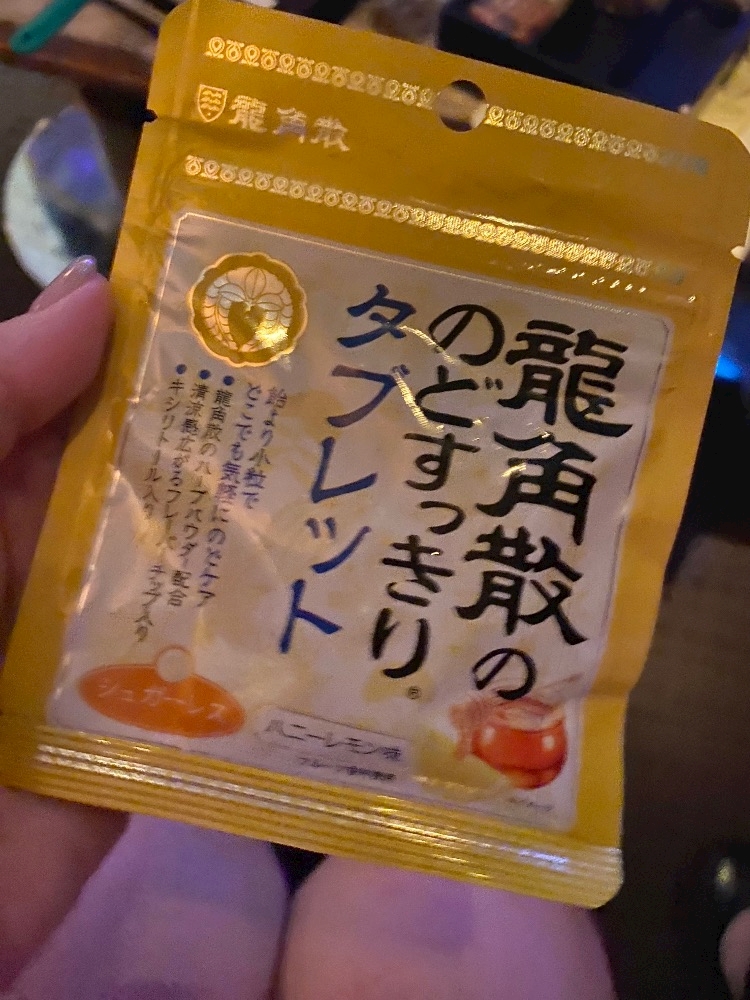 龍角散
龍角散の
のどすっきり®
タブレット
飴より小粒で
どこでも気軽にのどケア
●龍角散のハーブパウダー配合
●清涼感広がるフレーバーチップ入り
●キシリトール入り
シュガーレス
ハニーレモン味